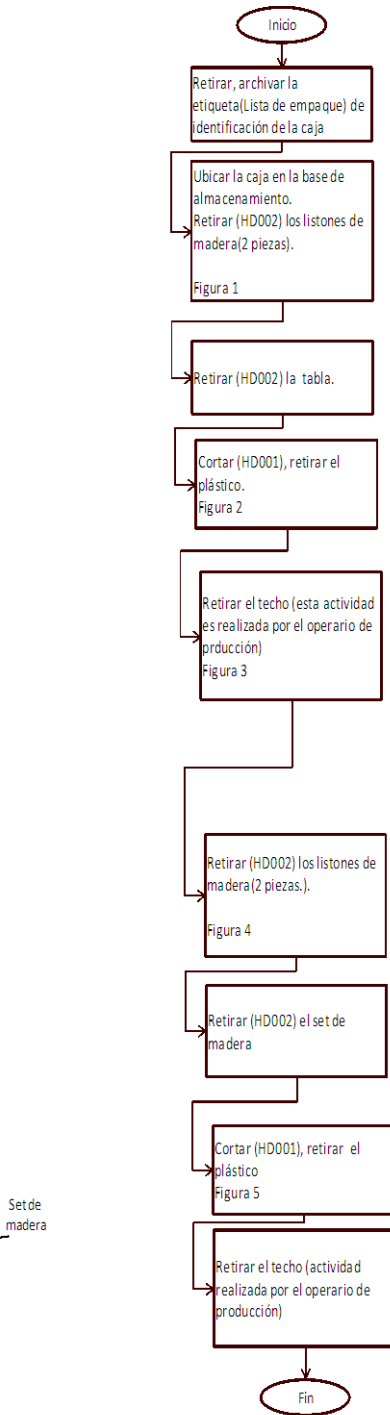 Inicio
Retirar, archivar la
etiqueta(Lista de empaque) de
identificación de la caja
Ubicar la caja en la base de
almacenamiento.
Retirar (HD002) los listones de
madera(2 piezas).
Figura 1
Retirar (HD002) la tabla.
Cortar (HD001), retirar el
plástico.
Figura 2
Retirar el techo (esta actividad
es realizada por el operario de
prducción)
Figura 3
Retirar (HD002) los listones de
madera(2 piezas.).
Figura 4
Retirar (HD002) el set de
madera
Cortar (HD001), retirar el
plástico
Figura 5
Set de
madera
Retirar el techo (actividad
realizada por el operario de
producción)
Fin